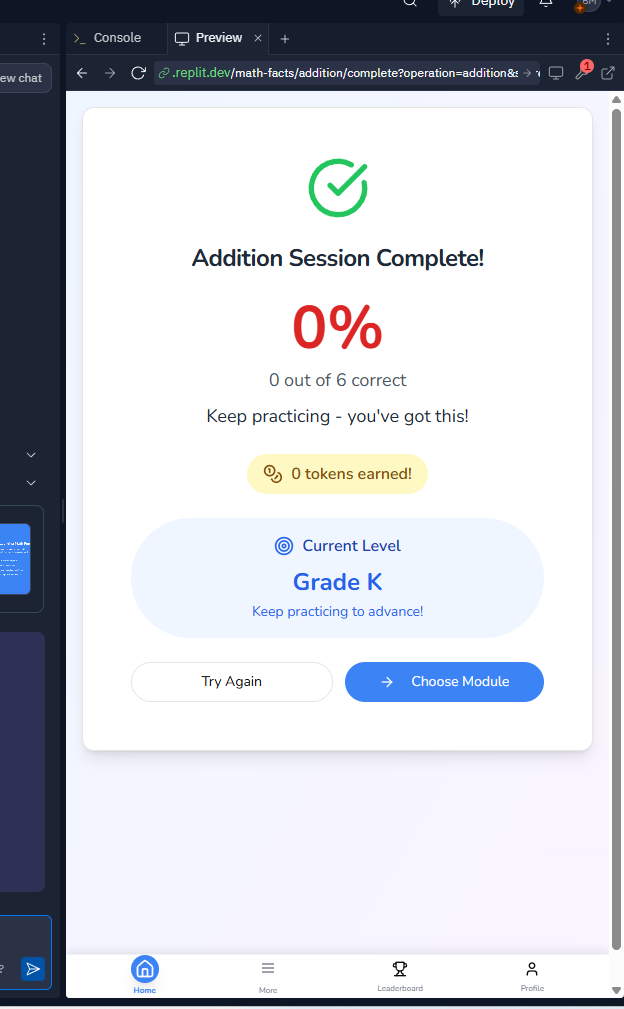 Deploy
BM
Console
Preview
.replit.dev/math-facts/addition/complete?operation=addition&s
1
ew chat
Addition Session Complete!
0%
0 out of 6 correct
Keep practicing - you've got this!
0 tokens earned!
Current Level
Grade K
Keep practicing to advance!
Try Again
Choose Module
Home
More
Leaderboard
Profile